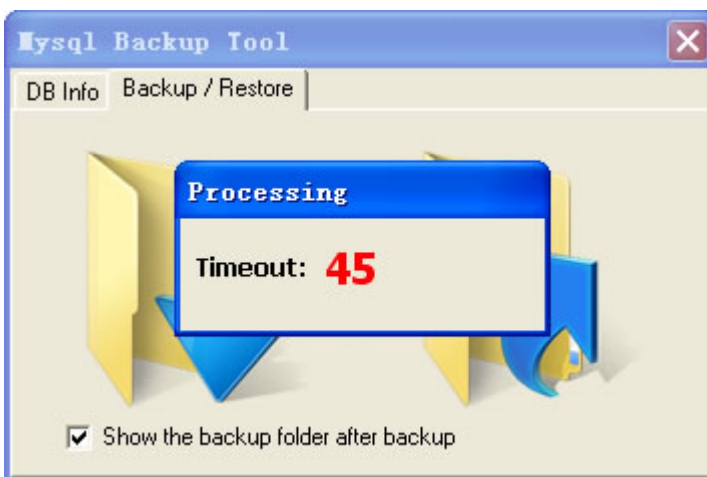 Mysql Backup Tool
DB Info
Backup / Restore
Processing
Timeout: 45
Show the backup folder after backup